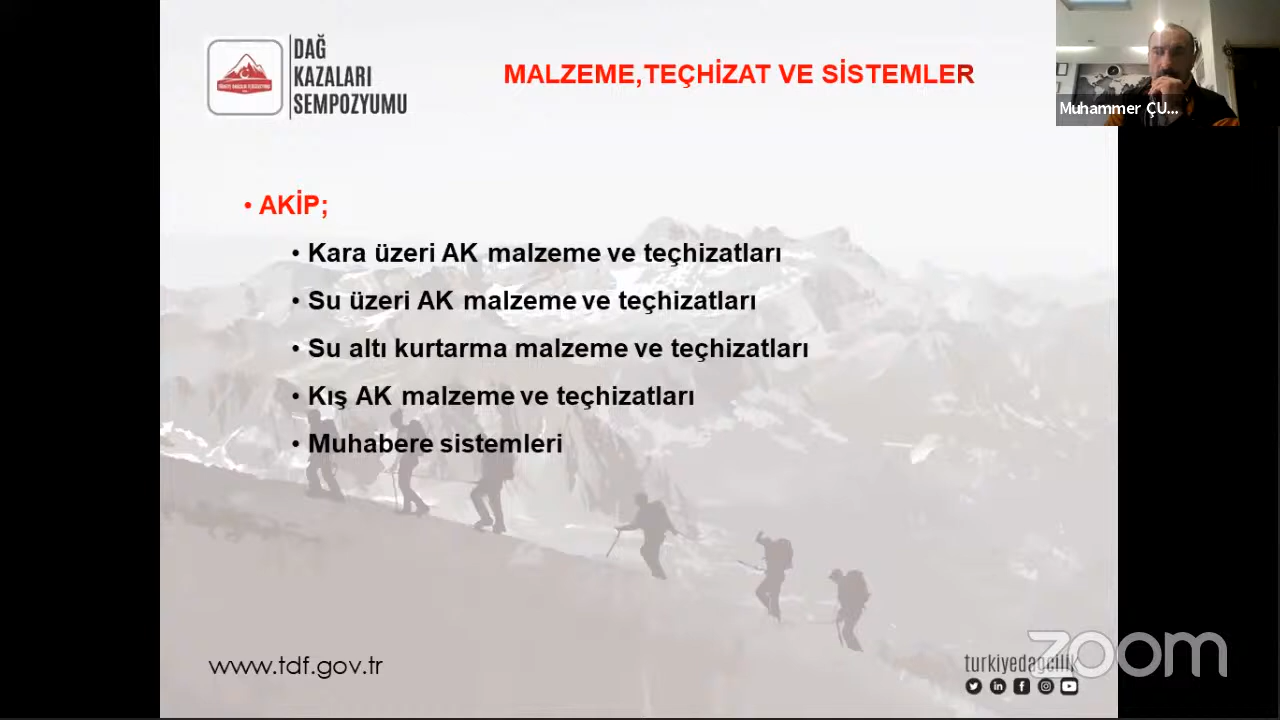 DAĞ
KAZALARI
SEMPOZYUMU
MALZEME,TEÇHİZAT VE SİSTEMLER
Muhammer ÇU...
• AKİP;
• Kara üzeri AK malzeme ve teçhizatları
• Su üzeri AK malzeme ve teçhizatları
• Su altı kurtarma malzeme ve teçhizatları
• Kış AK malzeme ve teçhizatları
• Muhabere sistemleri
www.tdf.gov.tr
turkiyedagcilik
zoom